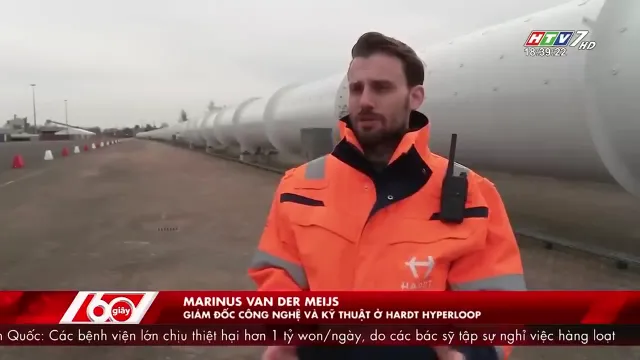 HTV7 HD
18:39:22
HARDT
MARINUS VAN DER MEIJS
60 giây
GIÁM ĐỐC CÔNG NGHỆ VÀ KỸ THUẬT Ở HARDT HYPERLOOP
n Quốc: Các bệnh viện lớn chịu thiệt hại hơn 1 tỷ won/ngày, do các bác sỹ tập sự nghỉ việc hàng loạt